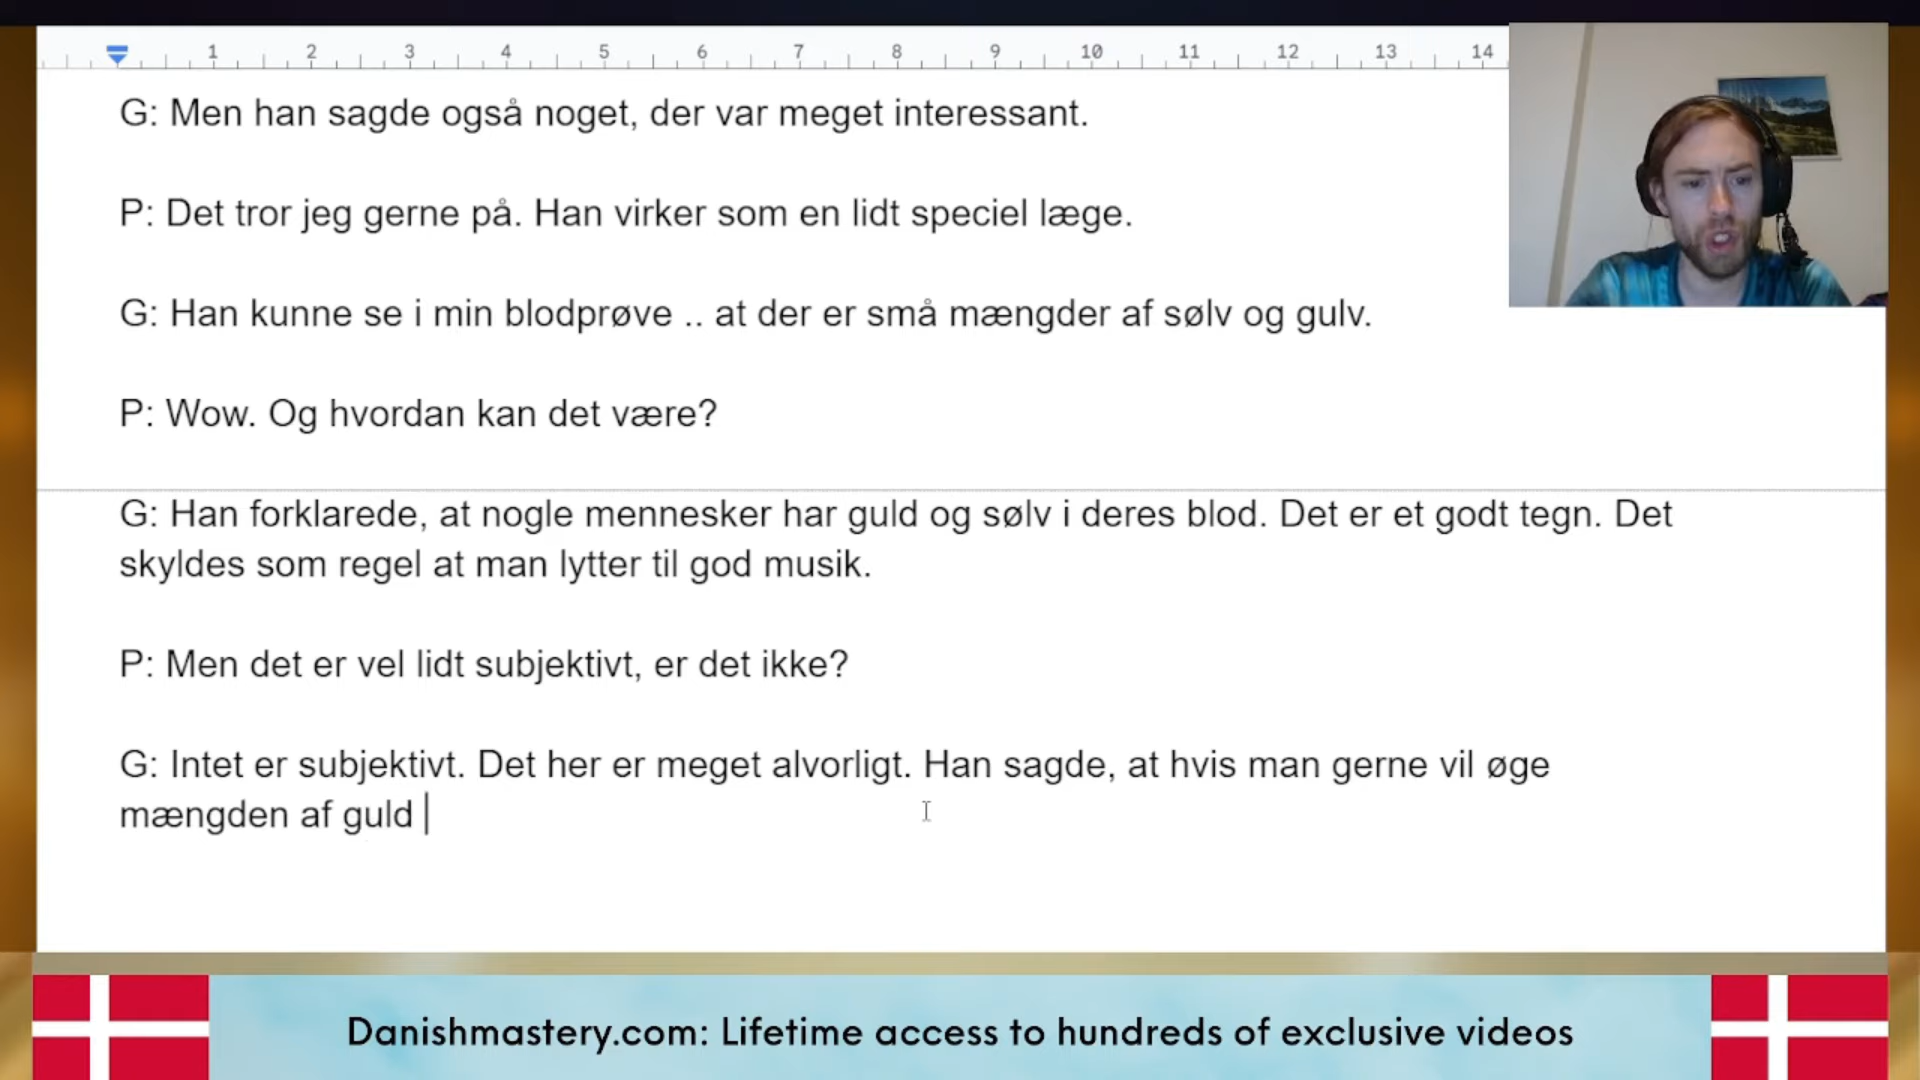 1 2 3 4 5 6 7 8 9 10 11 12 13 14
G: Men han sagde også noget, der var meget interessant.
P: Det tror jeg gerne på. Han virker som en lidt speciel læge.
G: Han kunne se i min blodprøve .. at der er små mængder af sølv og gulv.
P: Wow. Og hvordan kan det være?
G: Han forklarede, at nogle mennesker har guld og sølv i deres blod. Det er et godt tegn. Det
skyldes som regel at man lytter til god musik.
P: Men det er vel lidt subjektivt, er det ikke?
G: Intet er subjektivt. Det her er meget alvorligt. Han sagde, at hvis man gerne vil øge
mængden af guld
Danishmastery.com: Lifetime access to hundreds of exclusive videos